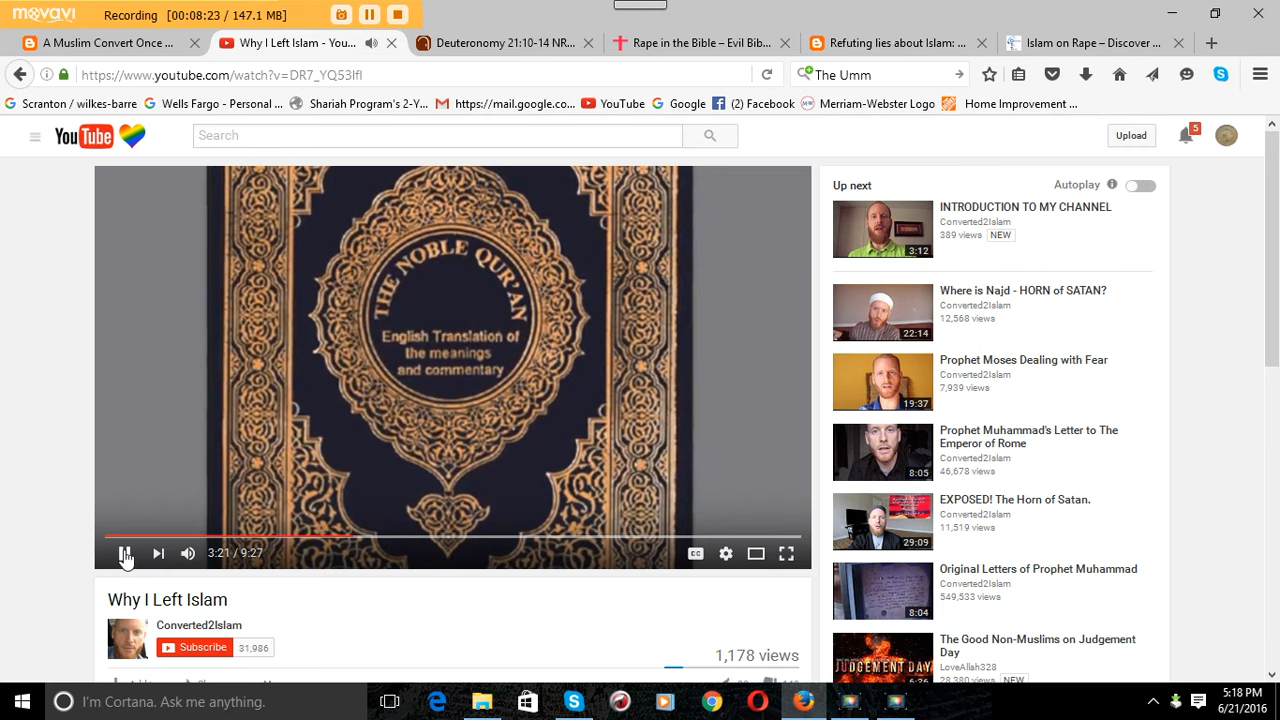 movavi
Recording [00:08:23 / 147.1 MB]
A Muslim Convert Once ...
Why I Left Islam - You...
Deuteronomy 21:10-14 NR...
Rape in the Bible – Evil Bib...
Refuting lies about Islam: ...
Islam on Rape – Discover ...
https://www.youtube.com/watch?v=DR7_YQ53lfI
The Umm
Scranton / wilkes-barre
Wells Fargo - Personal ...
Shariah Program's 2-Y...
https://mail.google.co...
YouTube
Google
(2) Facebook
Merriam-Webster Logo
Home Improvement ...
YouTube
Search
Upload
5
THE NOBLE QUR'AN
English Translation of
the meanings
and commentary
3:21 / 9:27
CC
Why I Left Islam
Converted2Islam
Subscribe
31,986
1,178 views
Up next
Autoplay
INTRODUCTION TO MY CHANNEL
Converted2Islam
389 views NEW
3:12
Where is Najd - HORN of SATAN?
Converted2Islam
12,568 views
22:14
Prophet Moses Dealing with Fear
Converted2Islam
7,939 views
19:37
Prophet Muhammad's Letter to The
Emperor of Rome
Converted2Islam
46,678 views
8:05
EXPOSED! The Horn of Satan.
Converted2Islam
11,519 views
29:09
Original Letters of Prophet Muhammad
Converted2Islam
549,533 views
8:04
The Good Non-Muslims on Judgement
Day
LoveAllah328
28,380 views NEW
JUDGEMENT DAY
6:36
I'm Cortana. Ask me anything.
5:18 PM
6/21/2016